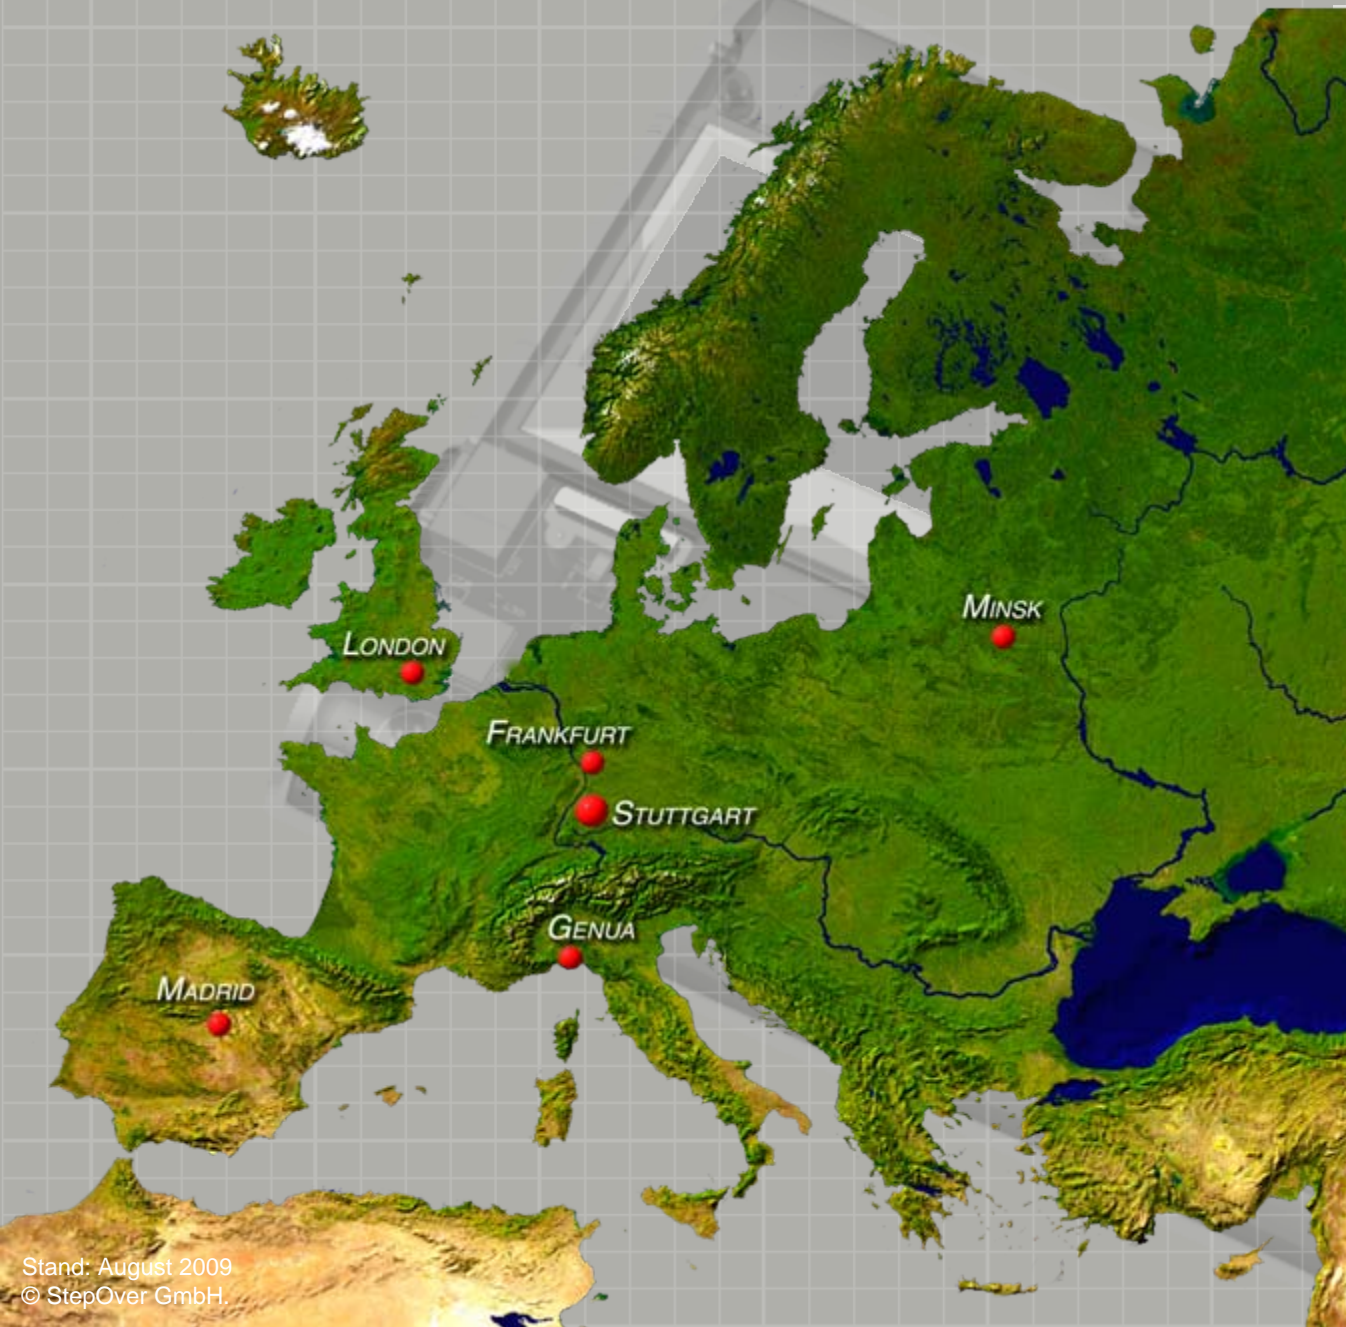 Minsk
London
Frankfurt
Stuttgart
Genua
Madrid
Stand: August 2009
© StepOver GmbH.